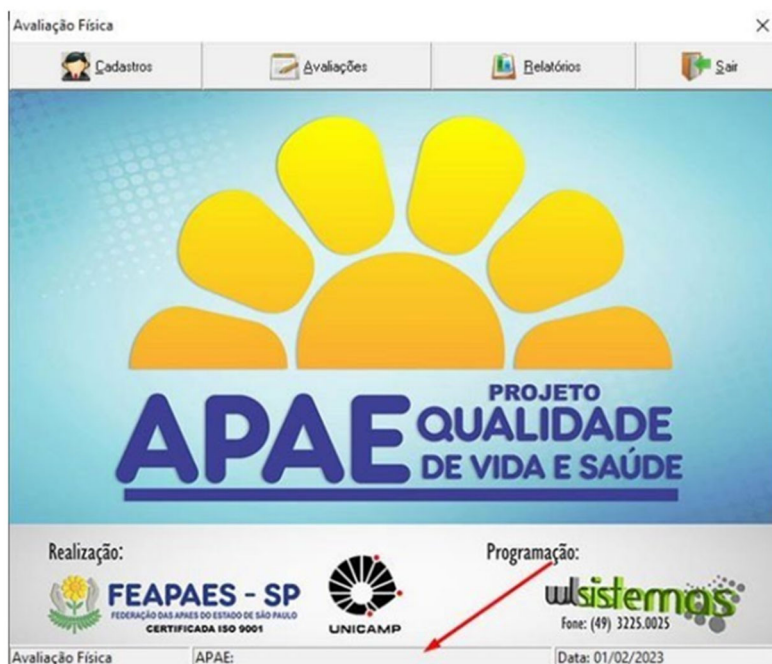 Avaliação Física
Cadastros Avaliações Relatórios Sair
APAE PROJETO
QUALIDADE
DE VIDA E SAÚDE
Realização: Programação:
FEAPAES - SP
FEDERAÇÃO DAS APAES DO ESTADO DE SÃO PAULO
CERTIFICADA ISO 9001
UNICAMP
wlsistemas
Fone: (49) 3225.0025
Avaliação Física APAE: Data: 01/02/2023